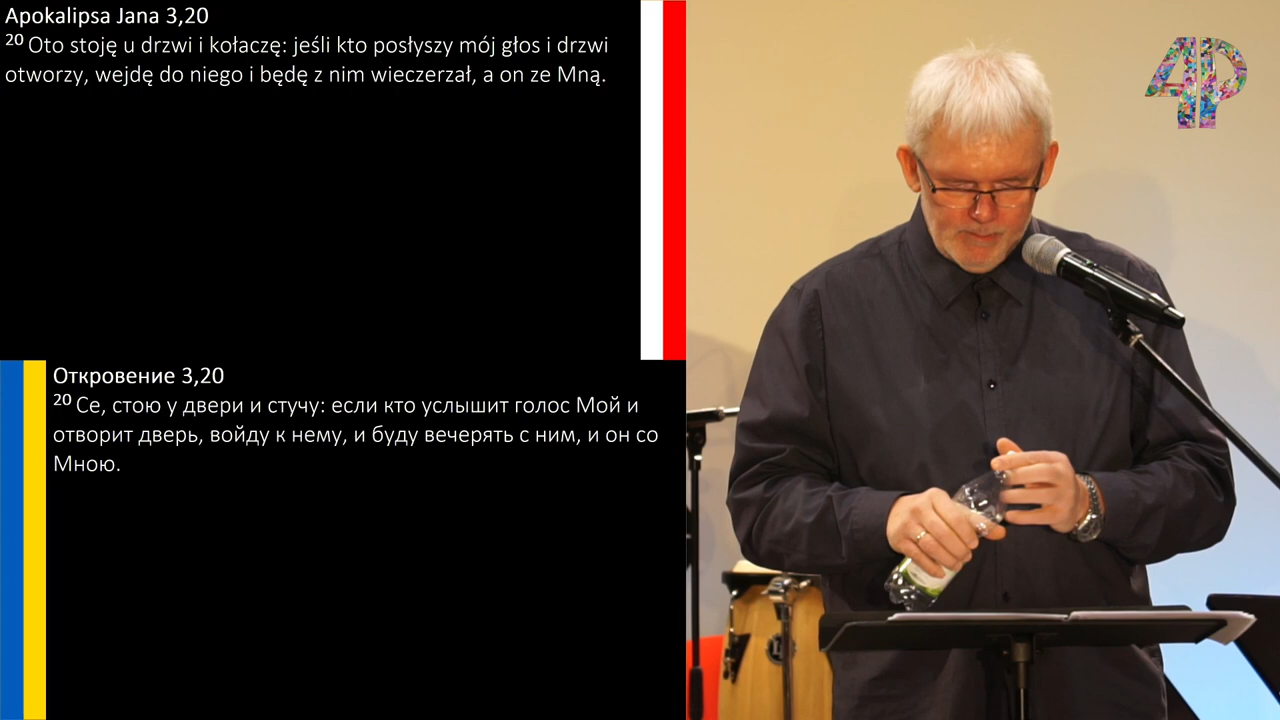 Apokalipsa Jana 3,20
20 Oto stoję u drzwi i kołaczę: jeśli kto posłyszy mój głos i drzwi
otworzy, wejdę do niego i będę z nim wieczerzał, a on ze Mną.
Откровение 3,20
20 Се, стою у двери и стучу: если кто услышит голос Мой и
отворит дверь, войду к нему, и буду вечерять с ним, и он со
Мною.
4P